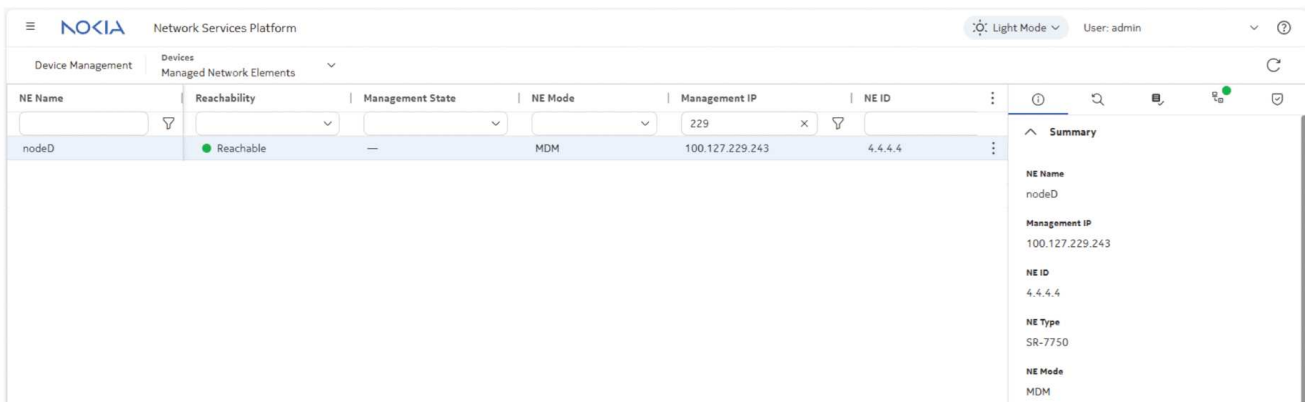 NOKIA Network Services Platform Light Mode User: admin
Device Management Devices
Managed Network Elements
NE Name Reachability Management State NE Mode Management IP NE ID
229
nodeD Reachable — MDM 100.127.229.243 4.4.4.4
Summary
NE Name
nodeD
Management IP
100.127.229.243
NE ID
4.4.4.4
NE Type
SR-7750
NE Mode
MDM